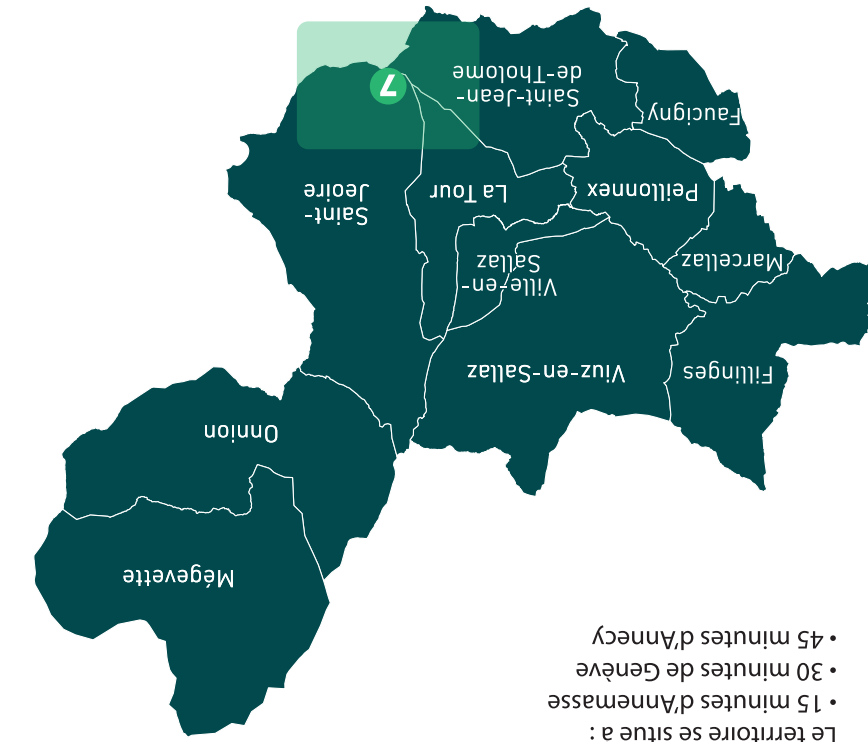 Le territoire se situe à :
• 15 minutes d'Annemasse
• 30 minutes de Genève
• 45 minutes d'Annecy
Mégevette
Onnion
Fillinges
Viuz-en-Sallaz
Ville-en-
Sallaz
Marcellaz
Saint-
Jeoire
La Tour
Peillonnex
Faucigny
Saint-Jean-
de-Tholome
7